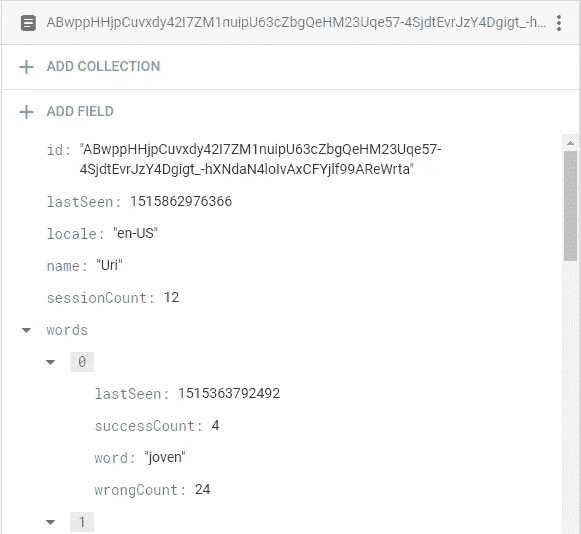 ABwppHHjpCuvxdy42I7ZM1nuipU63cZbgQeHM23Uqe57-4SjdtEvrJzY4Dgigt_-h...
ADD COLLECTION
ADD FIELD
id: "ABwppHHjpCuvxdy42I7ZM1nuipU63cZbgQeHM23Uqe57-
4SjdtEvrJzY4Dgigt_-hXNdaN4loIvAxCFYjlf99AReWrta"
lastSeen: 1515862976366
locale: "en-US"
name: "Uri"
sessionCount: 12
words
0
lastSeen: 1515363792492
successCount: 4
word: "joven"
wrongCount: 24
1